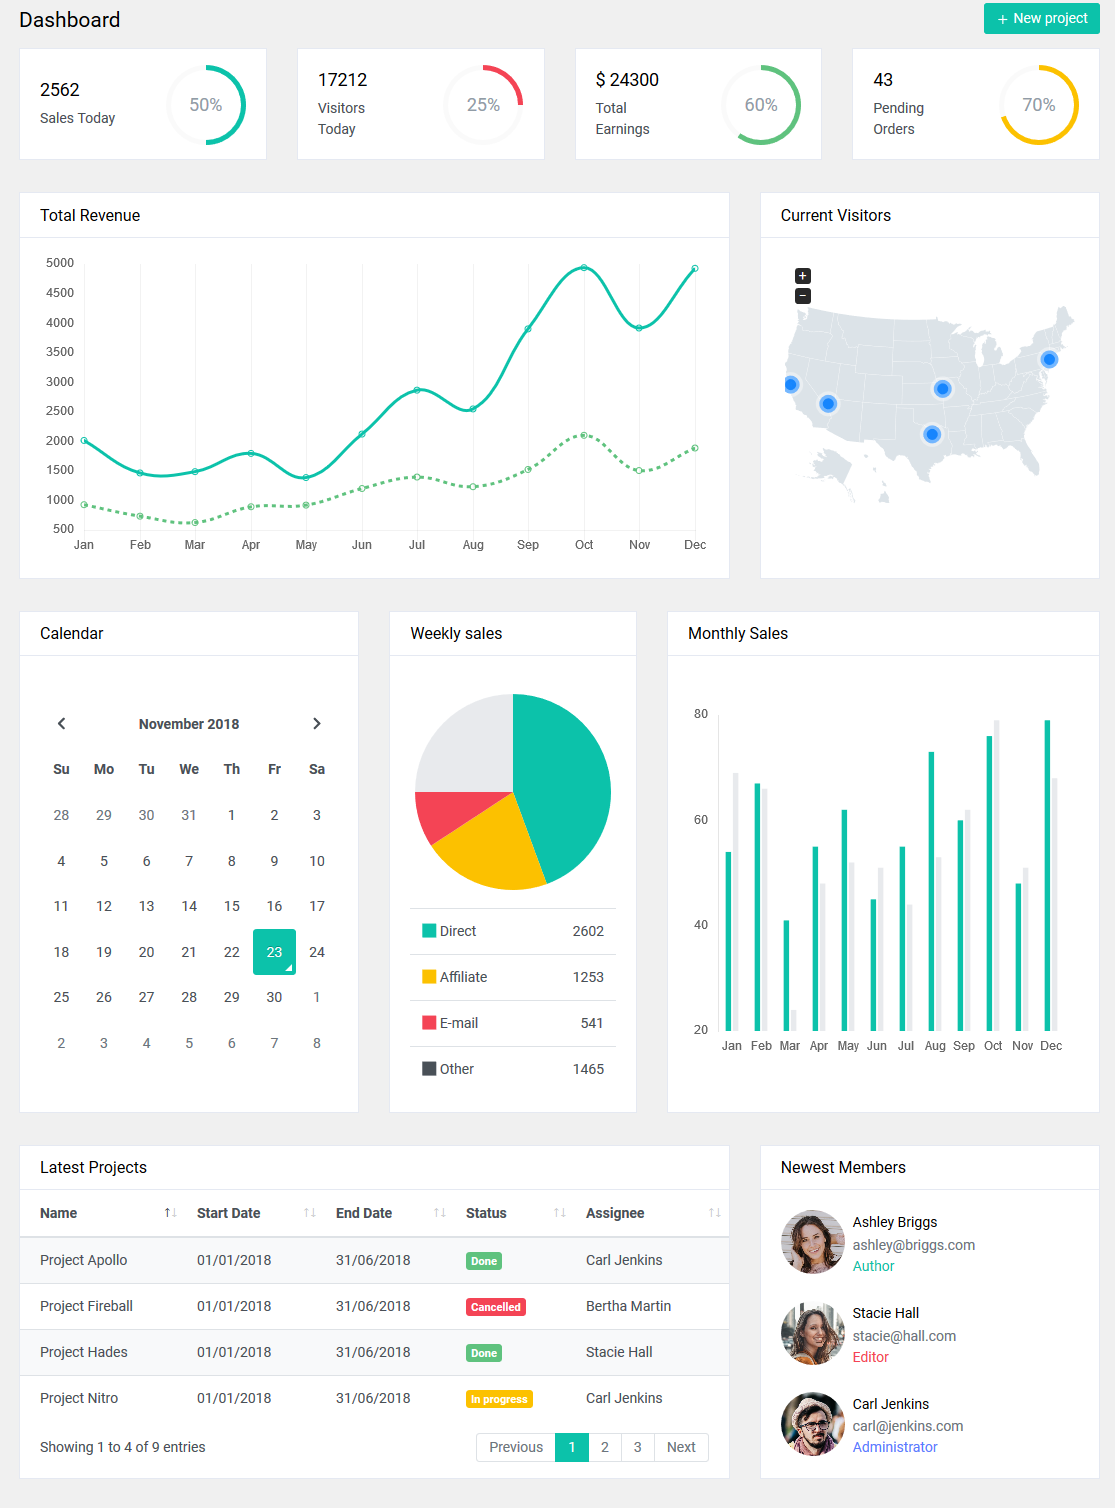 Dashboard
+ New project
2562
Sales Today
50%
17212
Visitors
Today
25%
$ 24300
Total
Earnings
60%
43
Pending
Orders
70%
Total Revenue
5000
4500
4000
3500
3000
2500
2000
1500
1000
500
Jan Feb Mar Apr May Jun Jul Aug Sep Oct Nov Dec
Current Visitors
+
−
Calendar
November 2018
Su Mo Tu We Th Fr Sa
28 29 30 31 1 2 3
4 5 6 7 8 9 10
11 12 13 14 15 16 17
18 19 20 21 22 23 24
25 26 27 28 29 30 1
2 3 4 5 6 7 8
Weekly sales
Direct 2602
Affiliate 1253
E-mail 541
Other 1465
Monthly Sales
80
60
40
20
Jan Feb Mar Apr May Jun Jul Aug Sep Oct Nov Dec
Latest Projects
Name ↑↓ Start Date ↑↓ End Date ↑↓ Status ↑↓ Assignee ↑↓
Project Apollo 01/01/2018 31/06/2018 Done Carl Jenkins
Project Fireball 01/01/2018 31/06/2018 Cancelled Bertha Martin
Project Hades 01/01/2018 31/06/2018 Done Stacie Hall
Project Nitro 01/01/2018 31/06/2018 In progress Carl Jenkins
Showing 1 to 4 of 9 entries
Previous 1 2 3 Next
Newest Members
Ashley Briggs
ashley@briggs.com
Author
Stacie Hall
stacie@hall.com
Editor
Carl Jenkins
carl@jenkins.com
Administrator